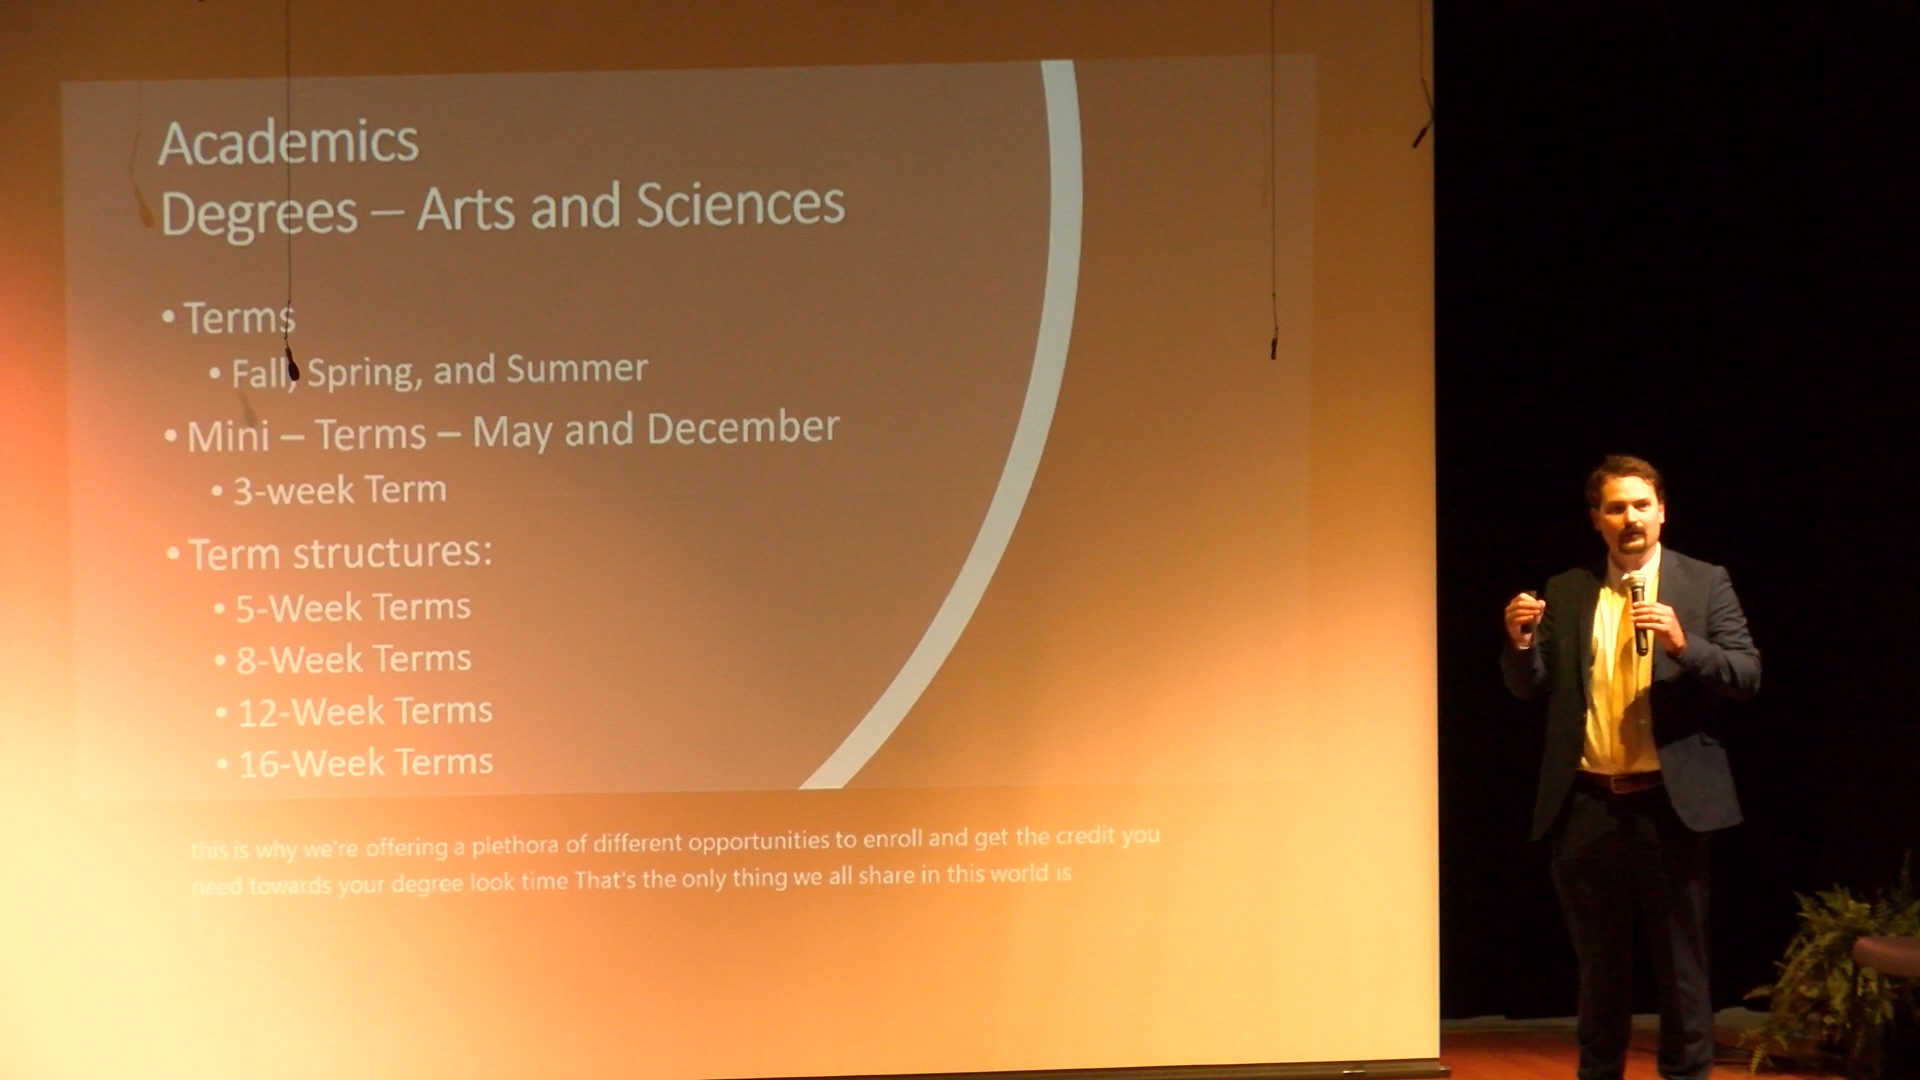 Academics
Degrees – Arts and Sciences
• Terms
• Fall, Spring, and Summer
• Mini – Terms – May and December
• 3-week Term
• Term structures:
• 5-Week Terms
• 8-Week Terms
• 12-Week Terms
• 16-Week Terms
this is why we're offering a plethora of different opportunities to enroll and get the credit you
need towards your degree look time That's the only thing we all share in this world is